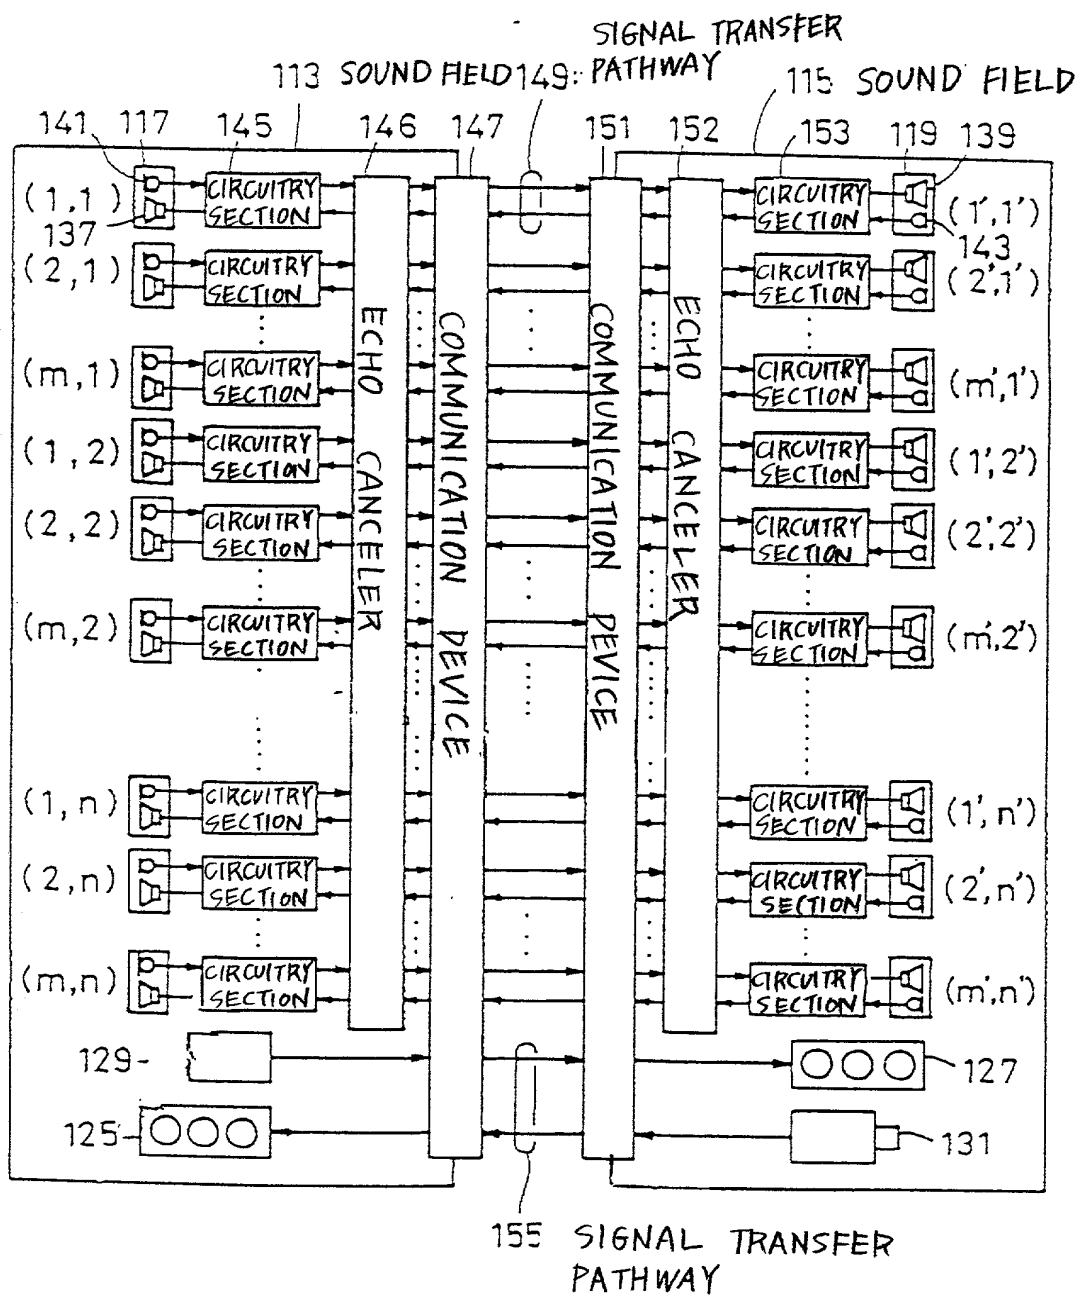 SIGNAL TRANSFER
113 SOUND FIELD 149: PATHWAY
115 SOUND FIELD
141 117 145 146 147 151 152 153 119 139
(1,1) CIRCUITRY SECTION CIRCUITRY SECTION (1',1')
137 143
(2,1) CIRCUITRY SECTION CIRCUITRY SECTION (2',1')
(m,1) CIRCUITRY SECTION CIRCUITRY SECTION (m',1')
(1,2) CIRCUITRY SECTION CIRCUITRY SECTION (1',2')
(2,2) CIRCUITRY SECTION CIRCUITRY SECTION (2',2')
(m,2) CIRCUITRY SECTION CIRCUITRY SECTION (m',2')
(1,n) CIRCUITRY SECTION CIRCUITRY SECTION (1',n')
(2,n) CIRCUITRY SECTION CIRCUITRY SECTION (2',n')
(m,n) CIRCUITRY SECTION CIRCUITRY SECTION (m',n')
ECHO CANCELER
COMMUNICATION DEVICE
COMMUNICATION DEVICE
ECHO CANCELER
129 127
125 131
155 SIGNAL TRANSFER
PATHWAY